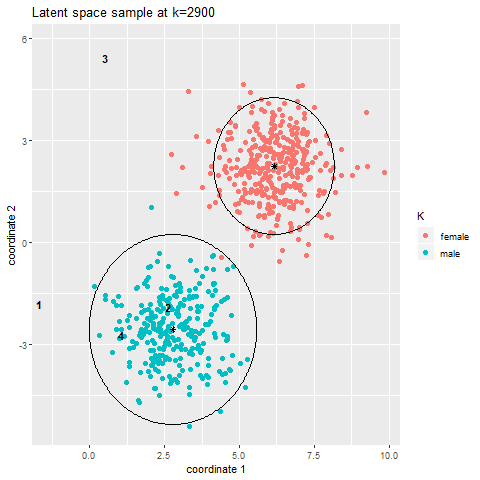 Latent space sample at k=2900
6
3
0
-3
coordinate 2
3
1
2
4
*
*
0.0 2.5 5.0 7.5 10.0
coordinate 1
K
female
male